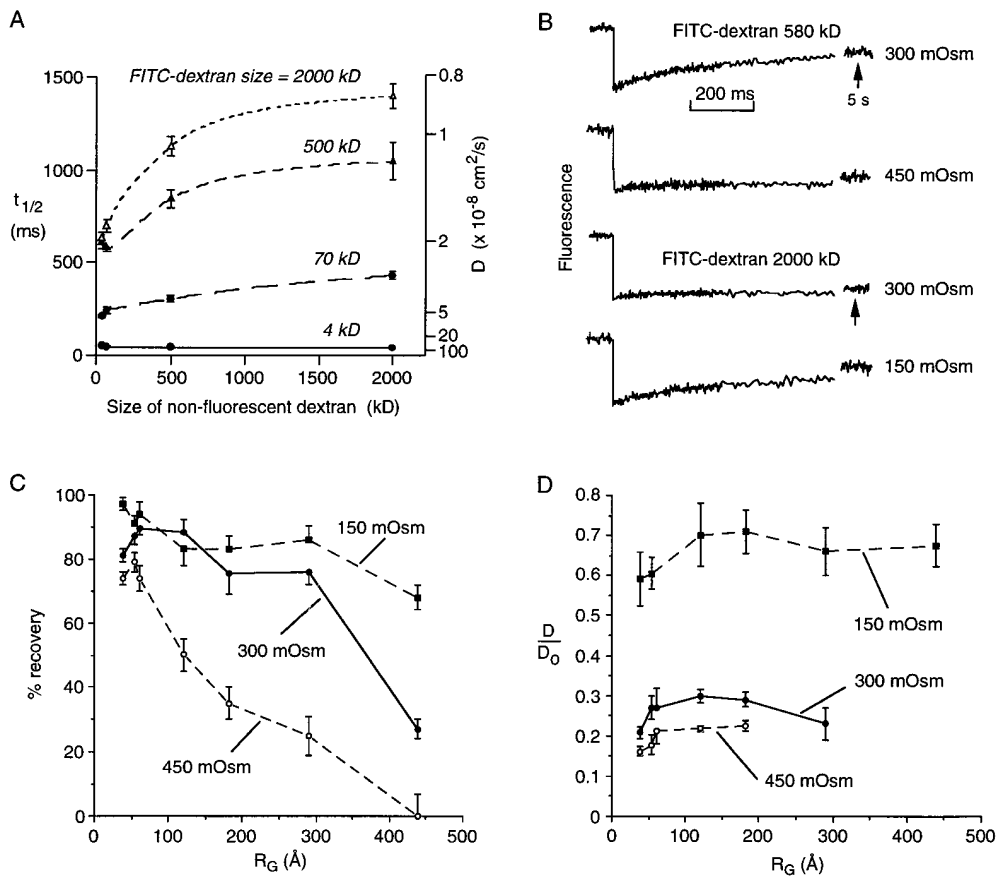 A
FITC-dextran size = 2000 kD
500 kD
70 kD
4 kD
1500
1000
500
0
t1/2
(ms)
0.8
1
2
5
20
100
D (x 10-8 cm2/s)
0 500 1000 1500 2000
Size of non-fluorescent dextran (kD)
B
FITC-dextran 580 kD
300 mOsm
200 ms
5 s
450 mOsm
Fluorescence
FITC-dextran 2000 kD
300 mOsm
150 mOsm
C
100
80
60
40
20
0
% recovery
150 mOsm
300 mOsm
450 mOsm
0 100 200 300 400 500
RG (Å)
D
0.8
0.7
0.6
0.5
0.4
0.3
0.2
0.1
0
D
Do
150 mOsm
300 mOsm
450 mOsm
0 100 200 300 400 500
RG (Å)